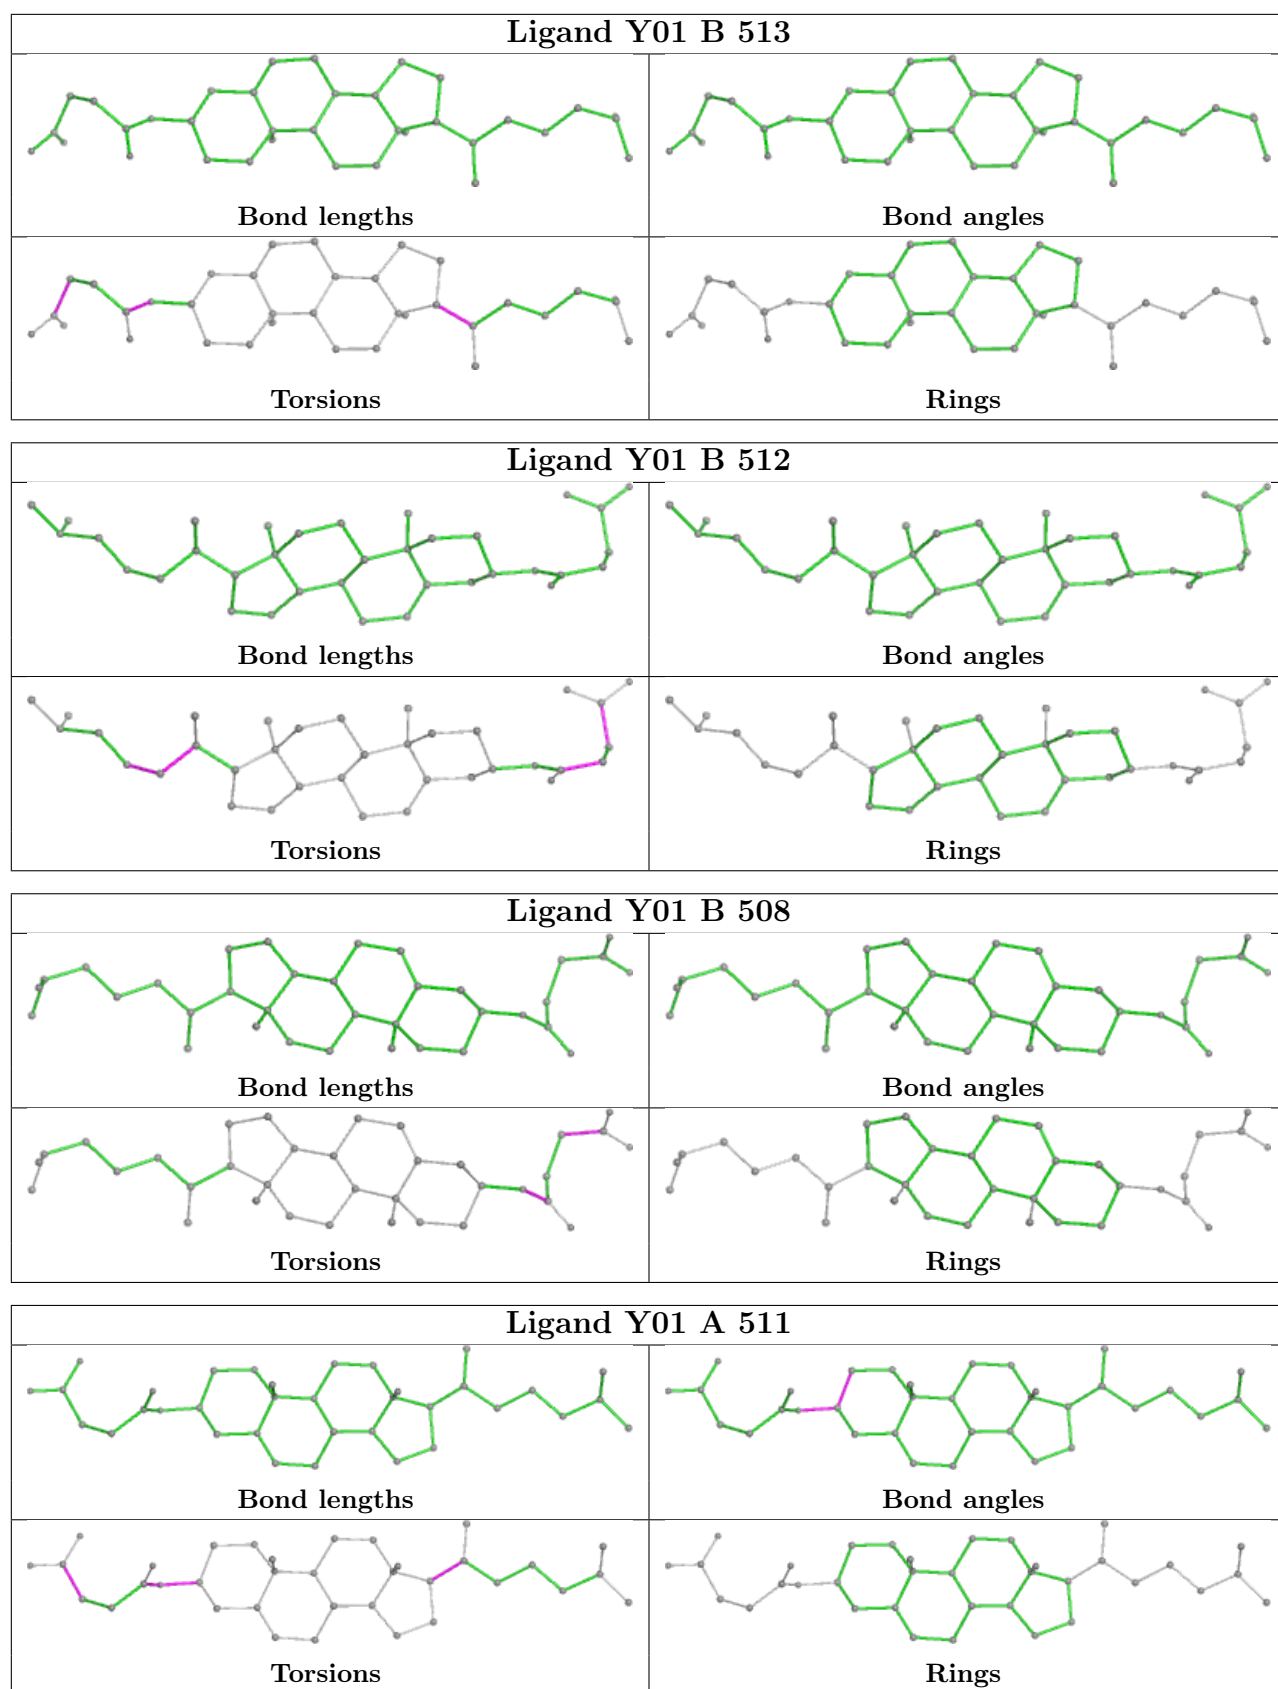 Ligand Y01 B 513
Bond lengths
Bond angles
Torsions
Rings
Ligand Y01 B 512
Bond lengths
Bond angles
Torsions
Rings
Ligand Y01 B 508
Bond lengths
Bond angles
Torsions
Rings
Ligand Y01 A 511
Bond lengths
Bond angles
Torsions
Rings